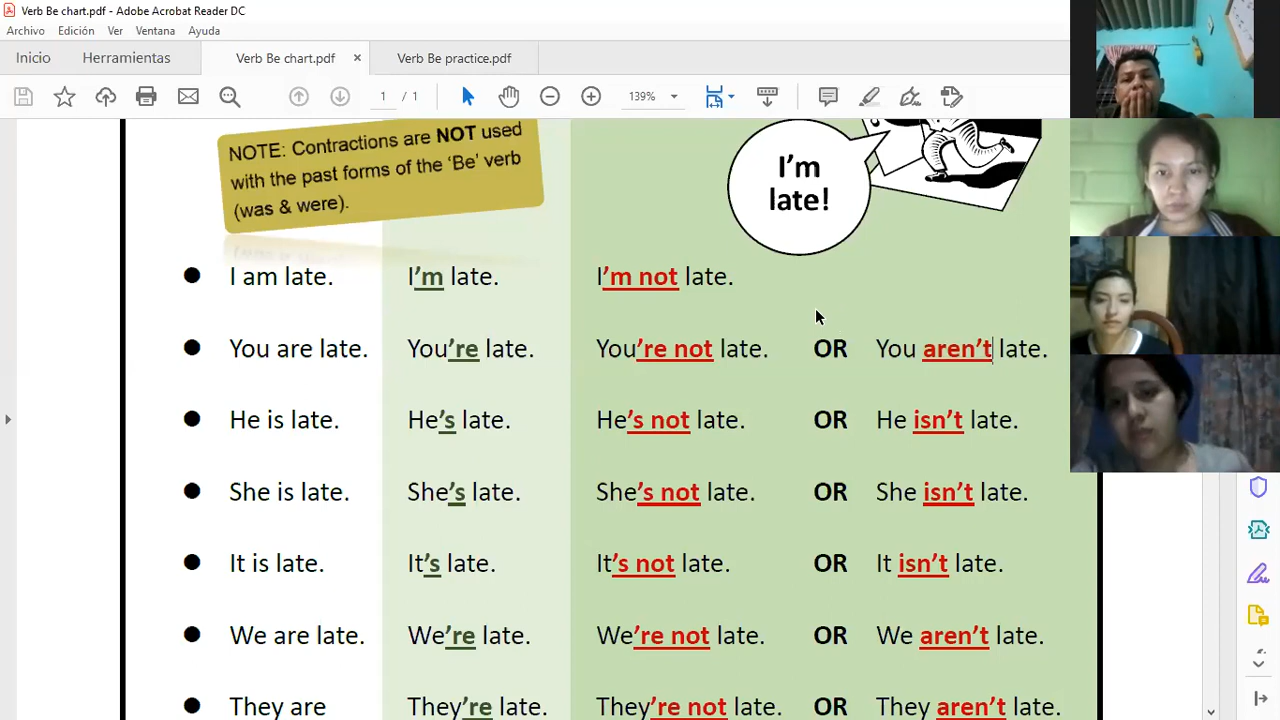 Verb Be chart.pdf - Adobe Acrobat Reader DC
Archivo Edición Ver Ventana Ayuda
Inicio Herramientas Verb Be chart.pdf × Verb Be practice.pdf
1 / 1 139%
NOTE: Contractions are NOT used
with the past forms of the ‘Be’ verb
(was & were).
I’m
late!
● I am late. I’m late. I’m not late.
● You are late. You’re late. You’re not late. OR You aren’t late.
● He is late. He’s late. He’s not late. OR He isn’t late.
● She is late. She’s late. She’s not late. OR She isn’t late.
● It is late. It’s late. It’s not late. OR It isn’t late.
● We are late. We’re late. We’re not late. OR We aren’t late.
● They are They’re late. They’re not late. OR They aren’t late.